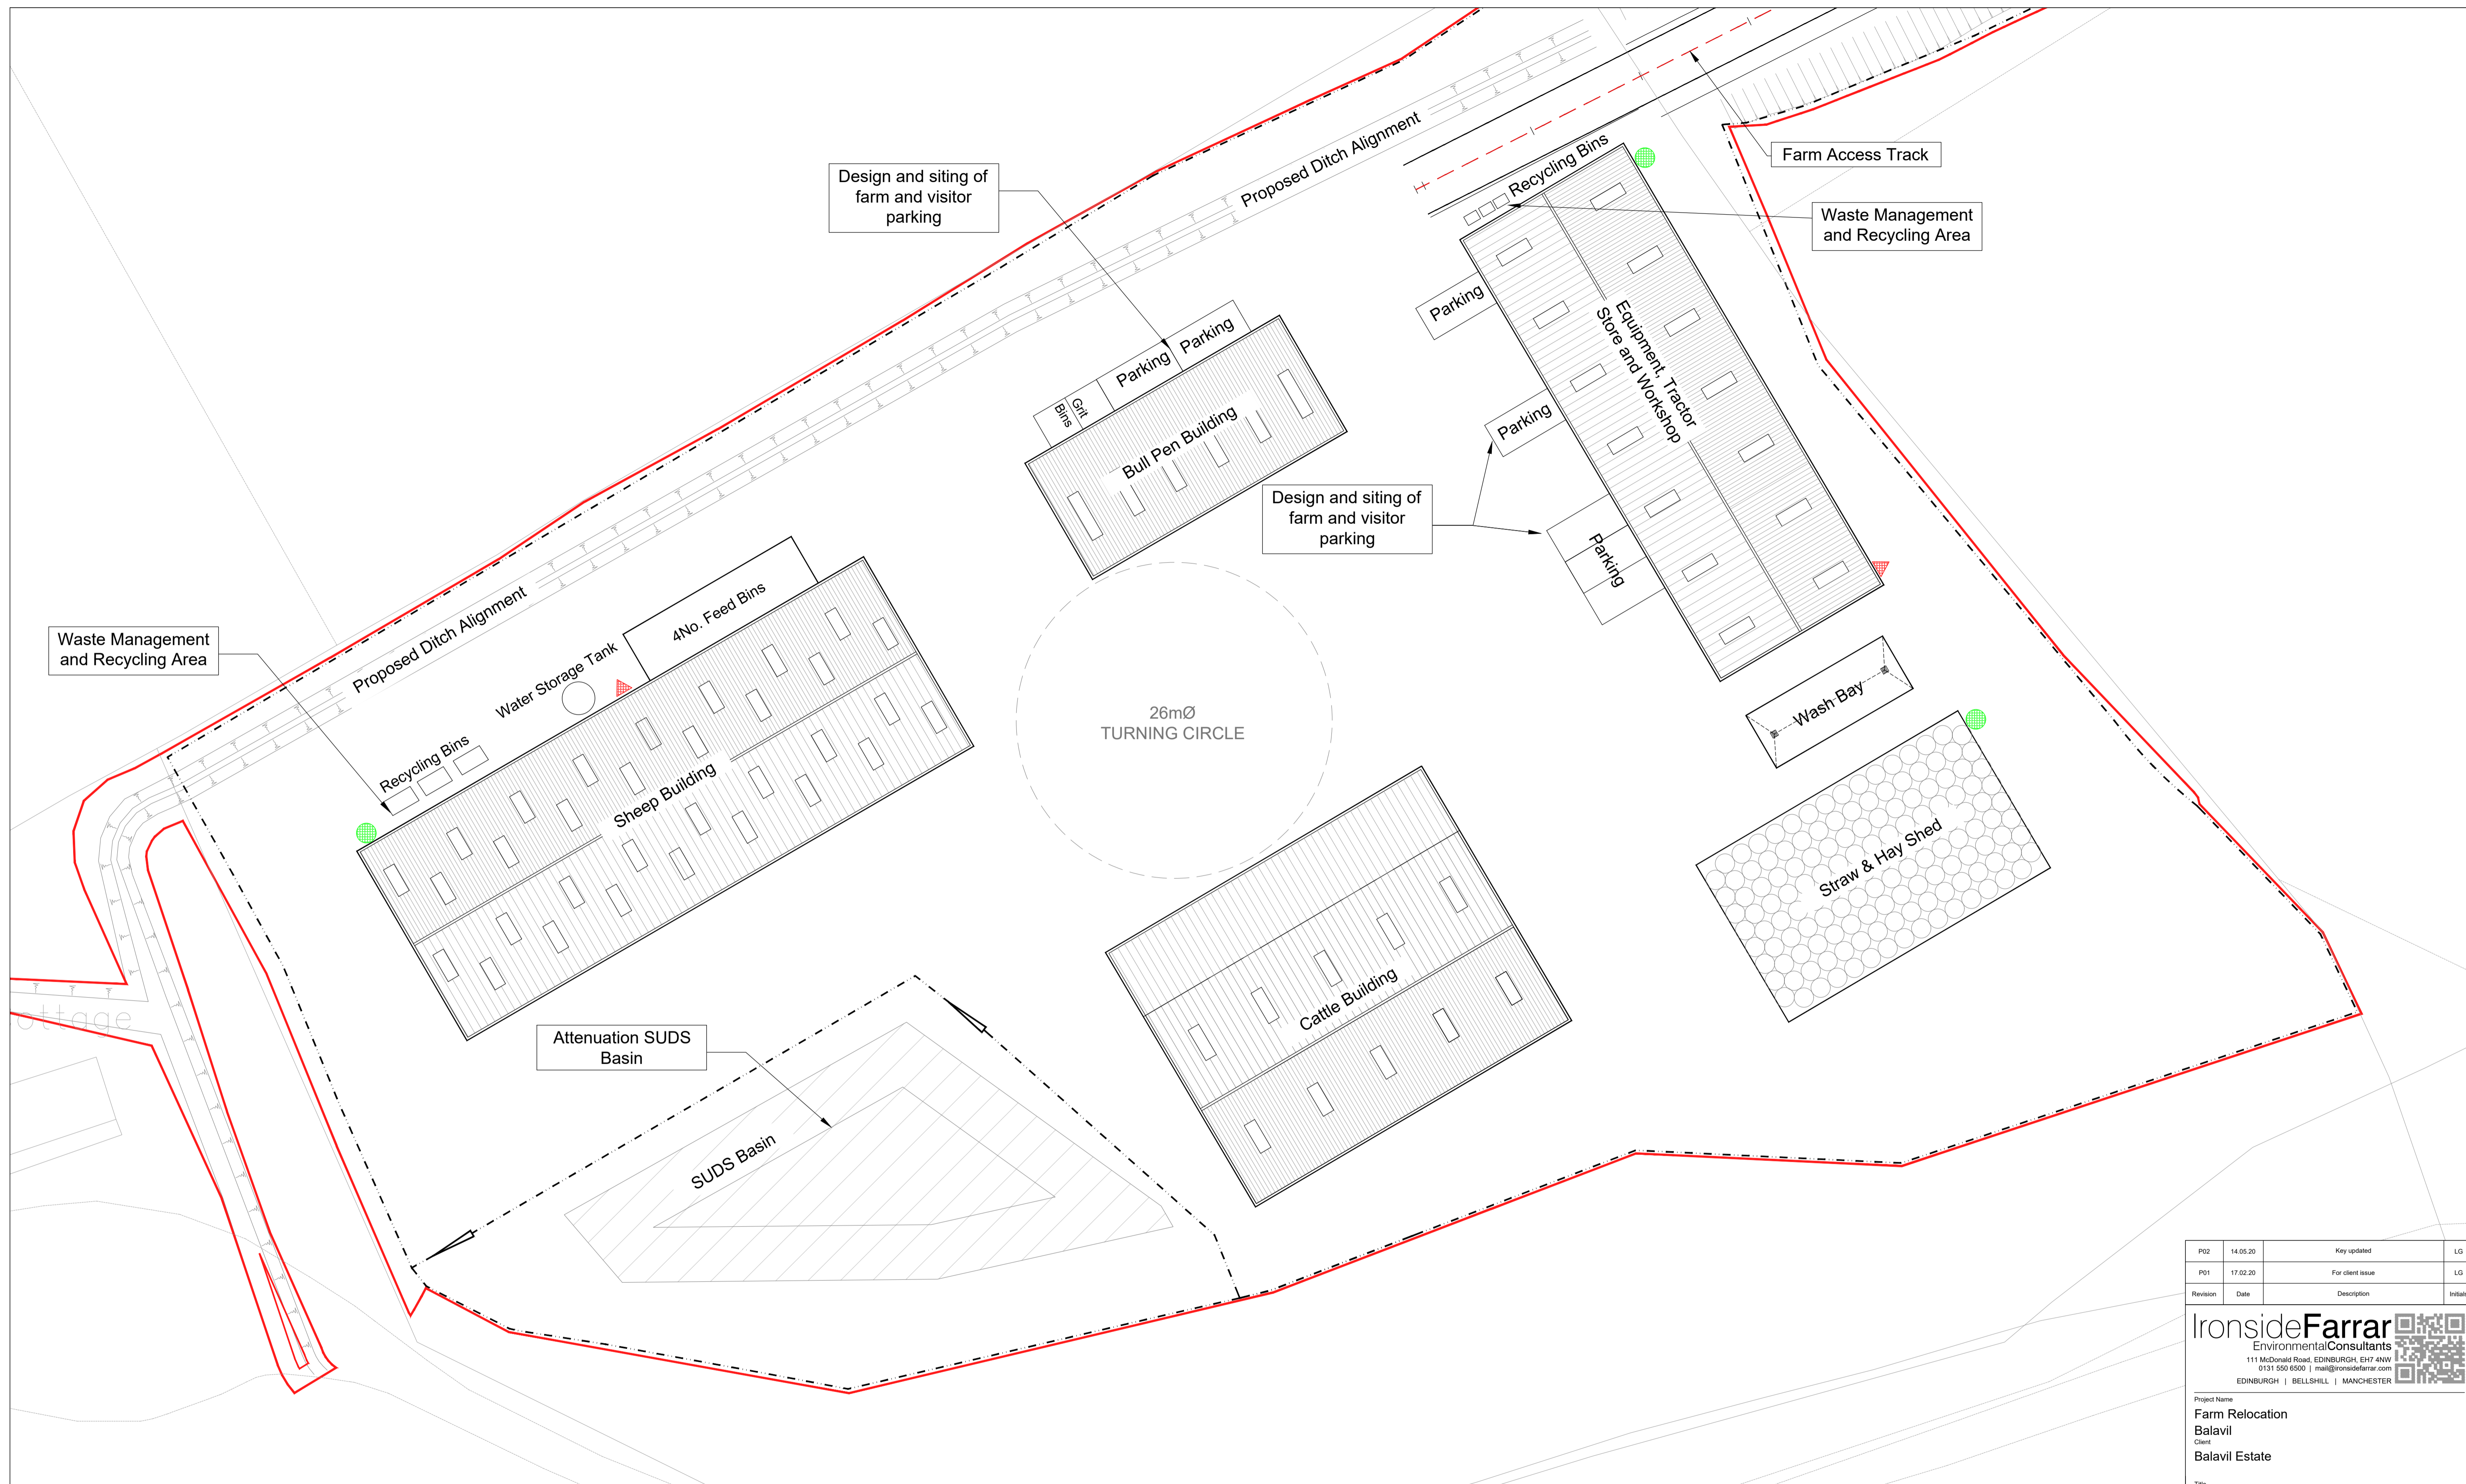 Proposed Ditch Alignment
Recycling Bins
Farm Access Track
Design and siting of
farm and visitor
parking
Waste Management
and Recycling Area
Parking
Parking
Parking
Grit
Bins
Bull Pen Building
Equipment, Tractor
Store and Workshop
Parking
Design and siting of
farm and visitor
parking
Parking
Proposed Ditch Alignment
4No. Feed Bins
Waste Management
and Recycling Area
Water Storage Tank
Wash Bay
26mØ
TURNING CIRCLE
Recycling Bins
Sheep Building
Straw & Hay Shed
Cattle Building
ottage
Attenuation SUDS
Basin
SUDS Basin
P02 14.05.20 Key updated LG
P01 17.02.20 For client issue LG
Revision Date Description Initials
IronsideFarrar
EnvironmentalConsultants
111 McDonald Road, EDINBURGH, EH7 4NW
0131 550 6500 | mail@ironsidefarrar.com
EDINBURGH | BELLSHILL | MANCHESTER
Project Name
Farm Relocation
Balavil
Client
Balavil Estate
Title